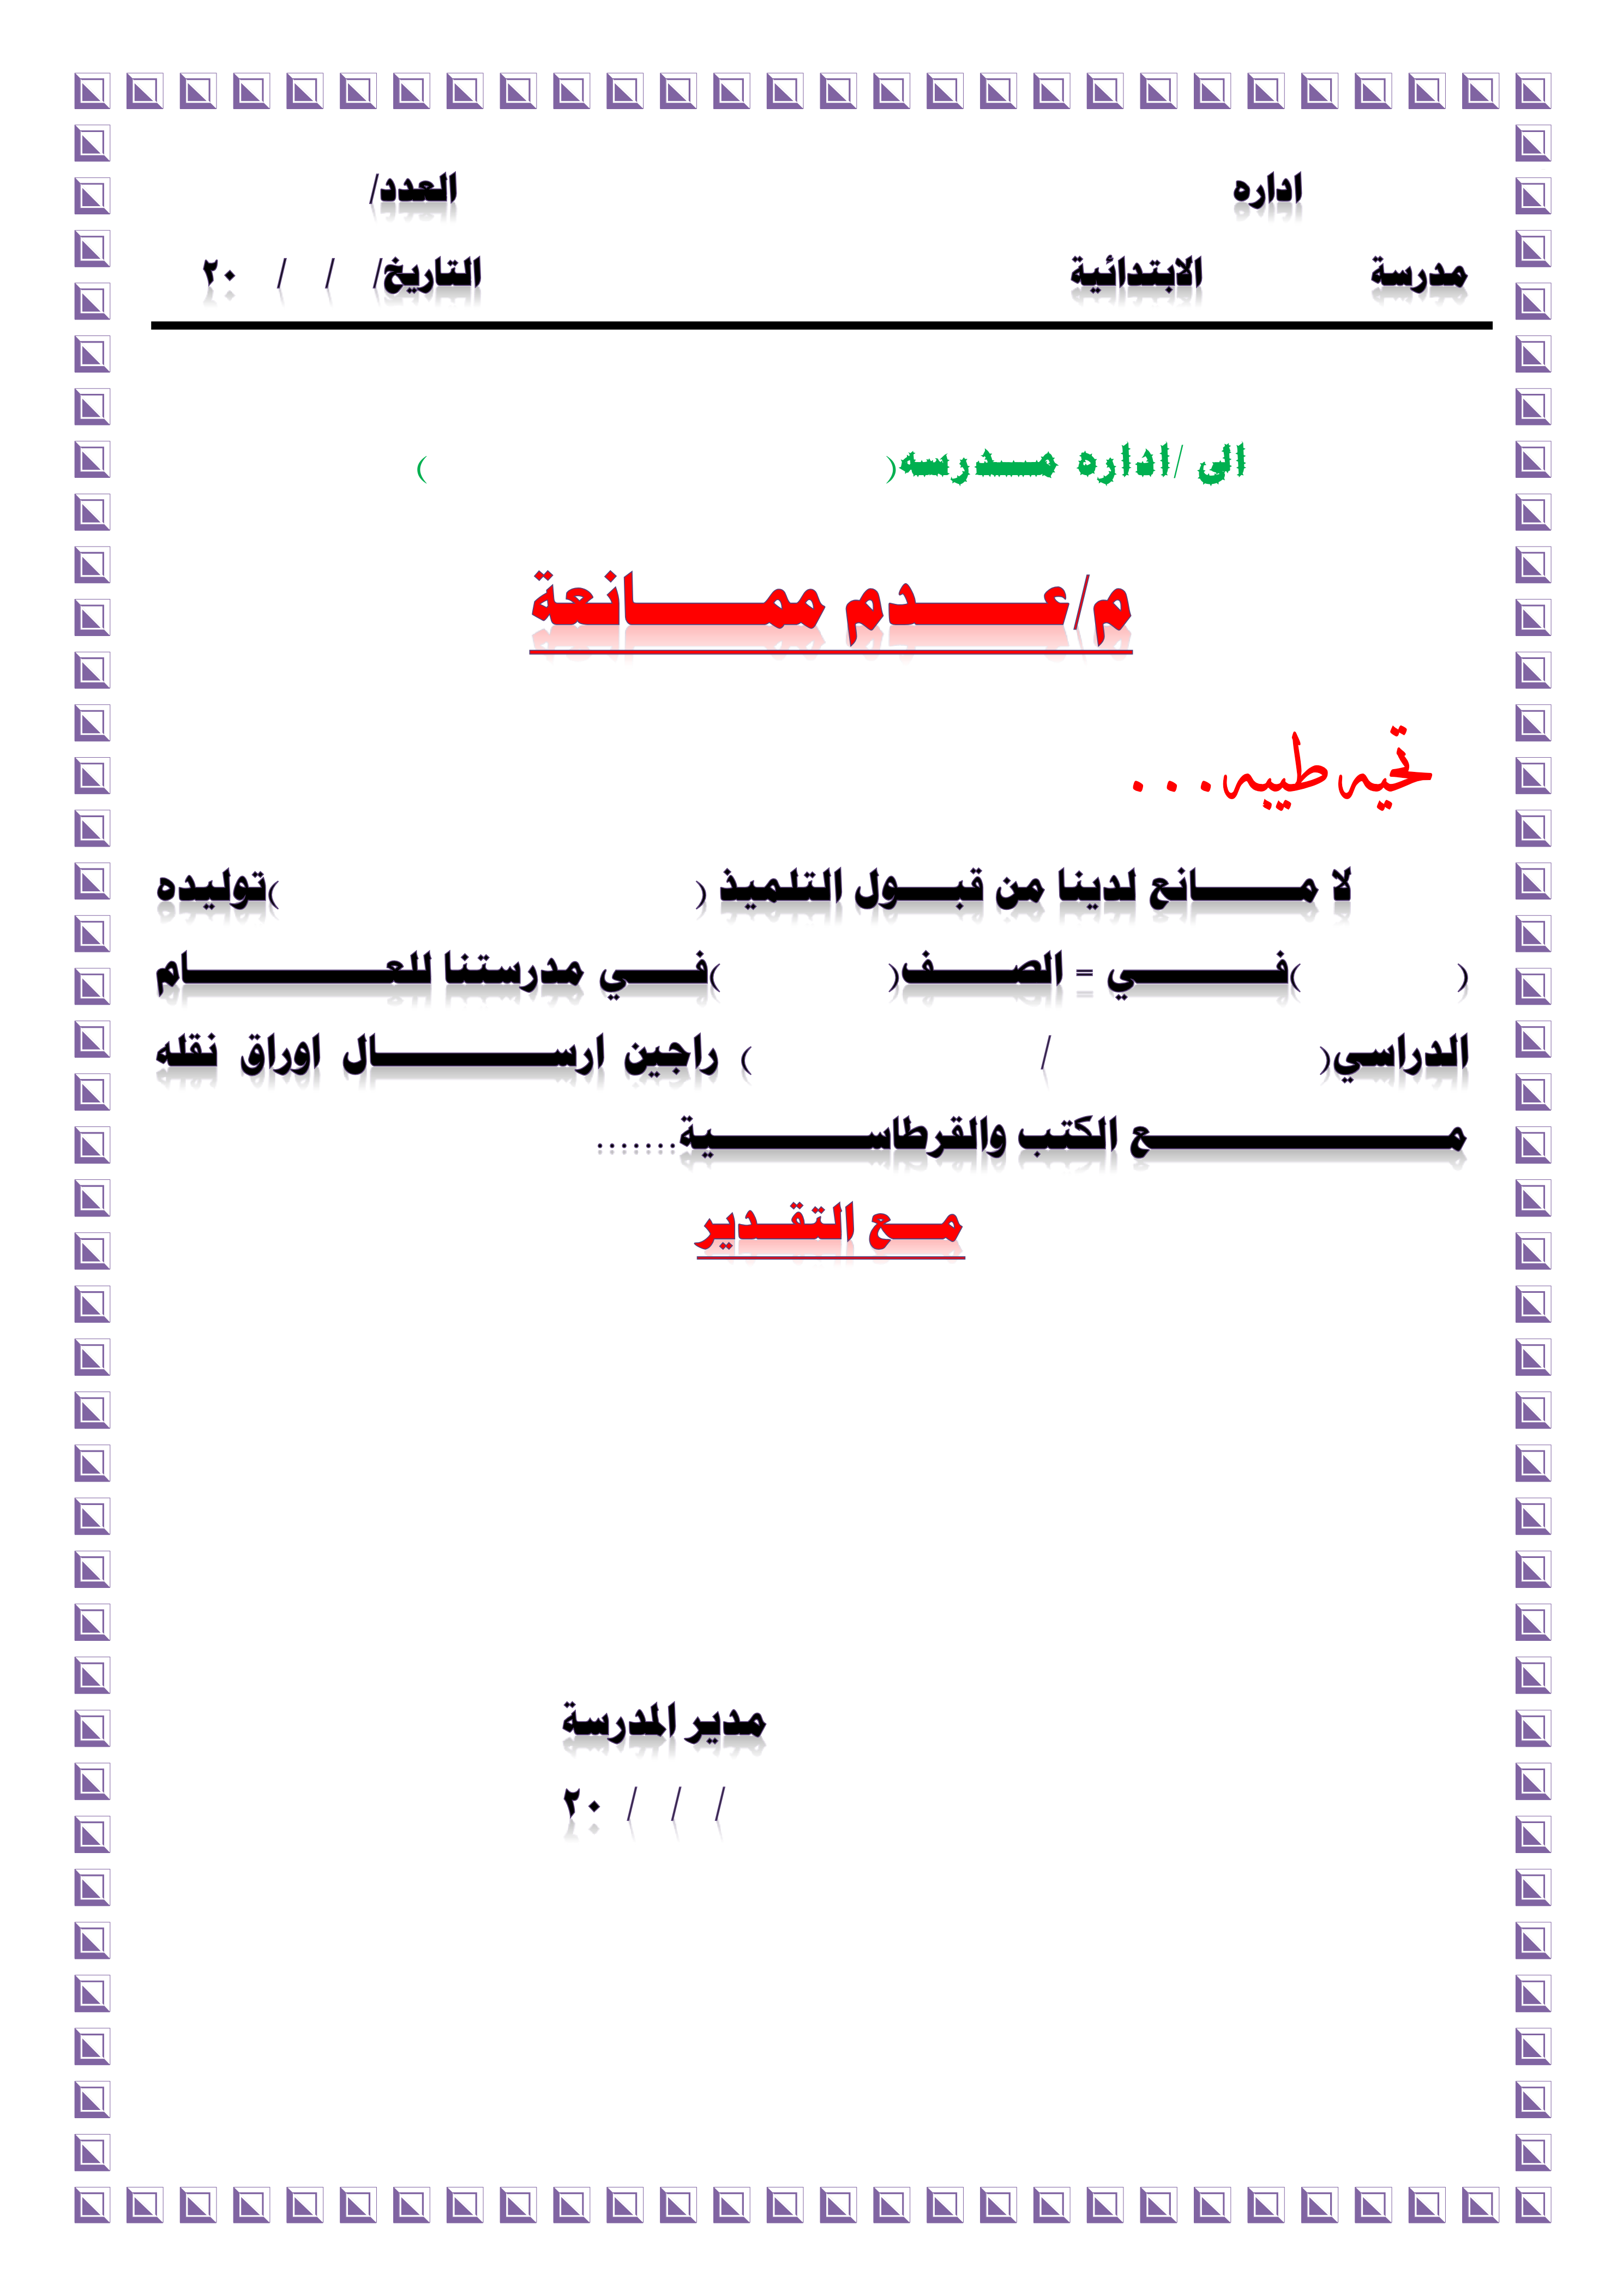 اداره العدد/
مدرسة الابتدائية التاريخ/ / / ٢٠
الى /اداره مدرسه( )
م/عدم ممانعة
تحيه طيبه...
لا مانع لدينا من قبول التلميذ ( )توليده
( )في = الصف( )في مدرستنا للعام
الدراسي( / ) راجين ارسال اوراق نقله
مع الكتب والقرطاسية.......
مع التقدير
مدير المدرسة
/ / / ٢٠